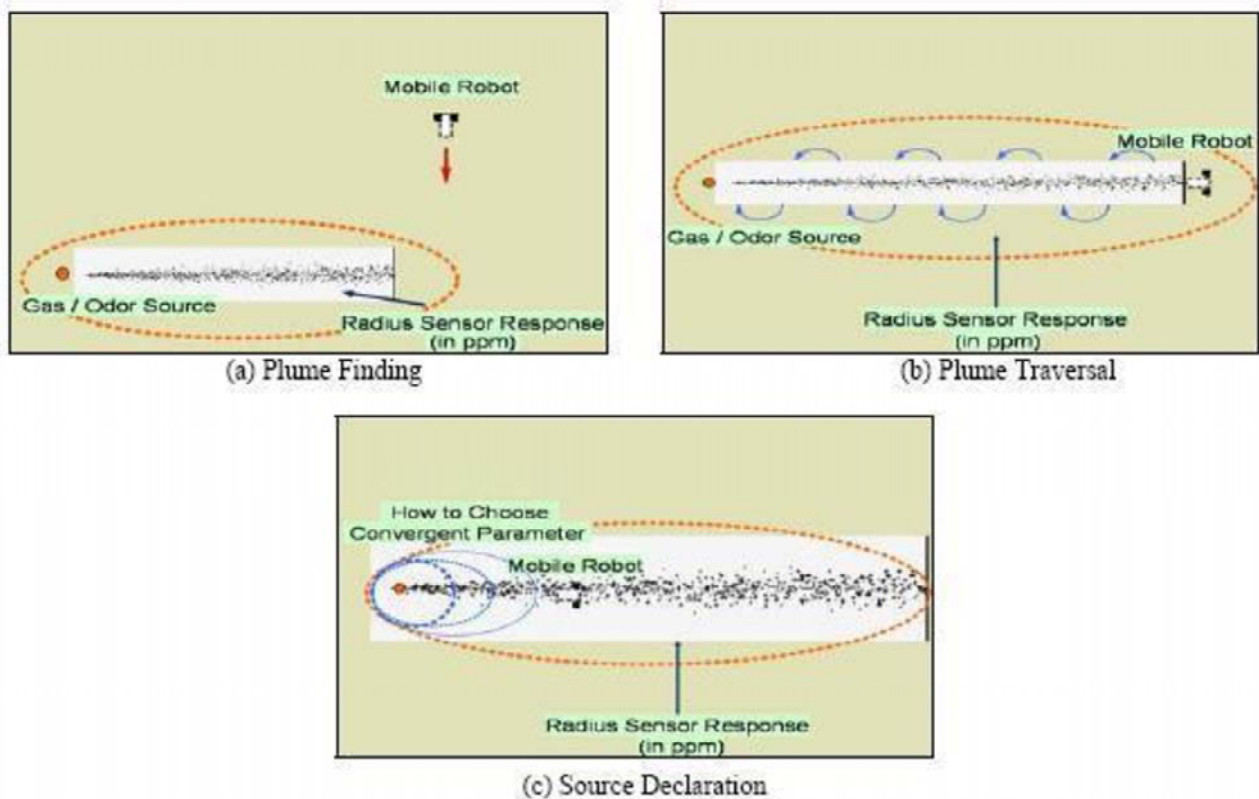 Mobile Robot
Gas / Odor Source
Radius Sensor Response
(in ppm)
(a) Plume Finding
Mobile Robot
Gas / Odor Source
Radius Sensor Response
(in ppm)
(b) Plume Traversal
How to Choose
Convergent Parameter
Mobile Robot
Radius Sensor Response
(in ppm)
(c) Source Declaration